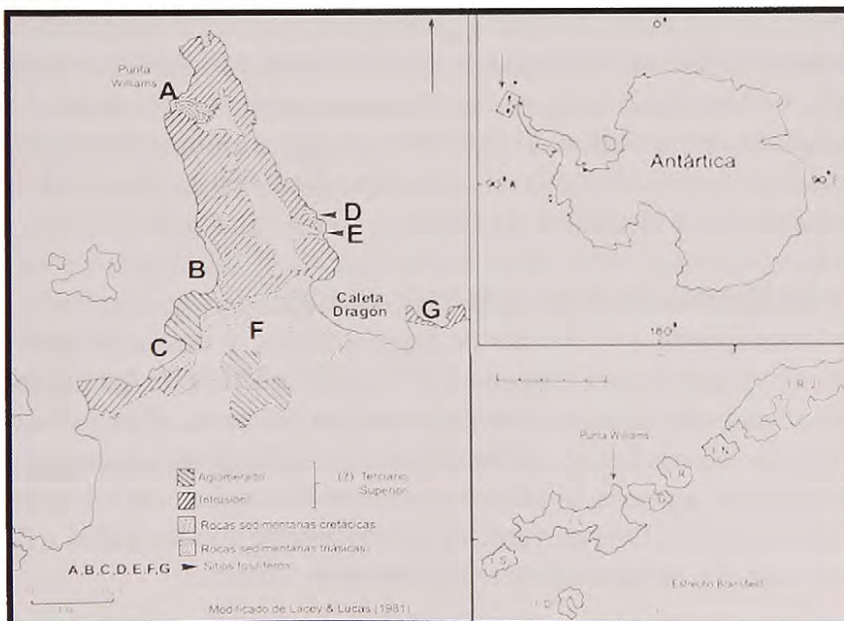 Punta
Williams
A
B
C
D
E
F
G
Caleta
Dragón
Aglomerado
Intrusión
(?) Terciario
Superior
Rocas sedimentarias cretácicas
Rocas sedimentarias triásicas
A,B,C,D,E,F,G ► Sitios fosilíferos
Modificado de Lacey & Lucas (1981)
0°
Antártica
90°
90°
180°
I R J
Punta Williams
I N
I R
I S
I D
Estrecho Bransfield